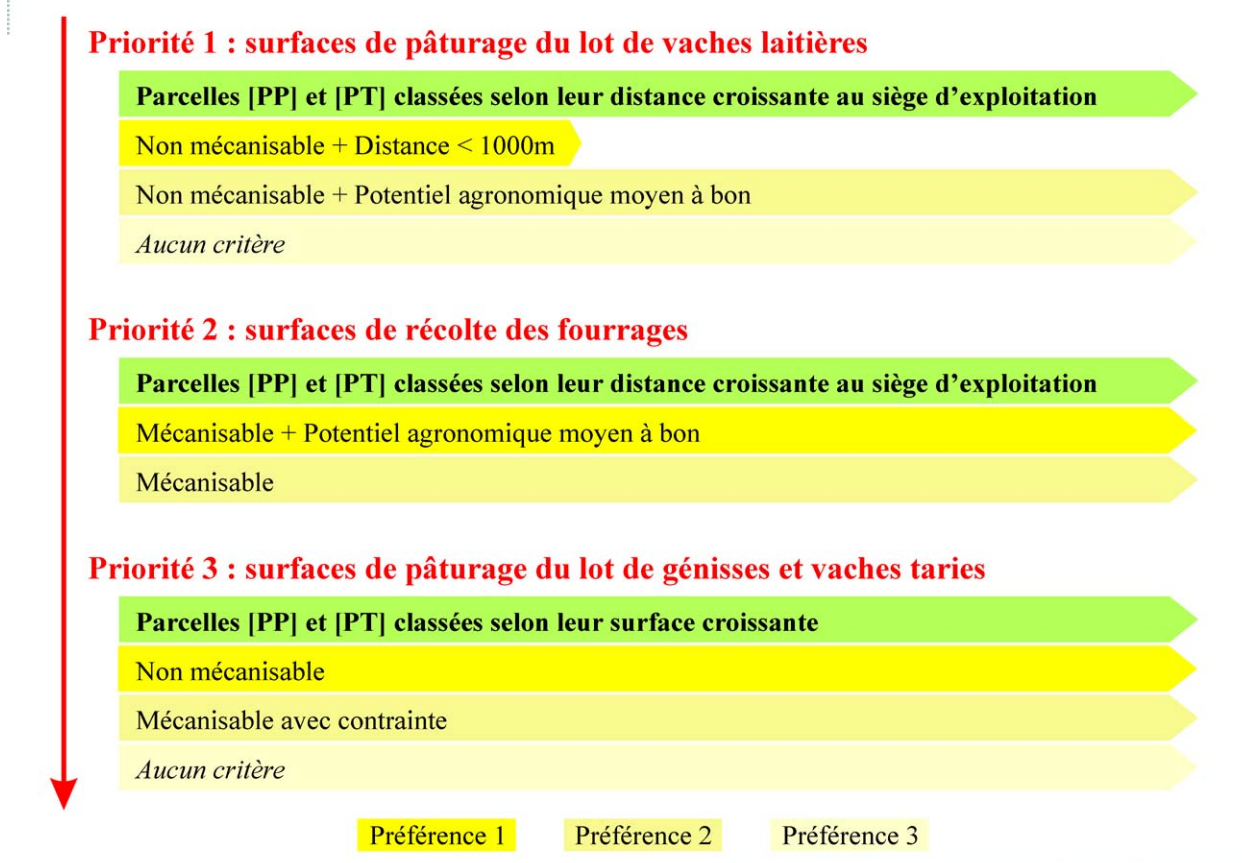 Priorité 1 : surfaces de pâturage du lot de vaches laitières
Parcelles [PP] et [PT] classées selon leur distance croissante au siège d’exploitation
Non mécanisable + Distance < 1000m
Non mécanisable + Potentiel agronomique moyen à bon
Aucun critère
Priorité 2 : surfaces de récolte des fourrages
Parcelles [PP] et [PT] classées selon leur distance croissante au siège d’exploitation
Mécanisable + Potentiel agronomique moyen à bon
Mécanisable
Priorité 3 : surfaces de pâturage du lot de génisses et vaches taries
Parcelles [PP] et [PT] classées selon leur surface croissante
Non mécanisable
Mécanisable avec contrainte
Aucun critère
Préférence 1 Préférence 2 Préférence 3